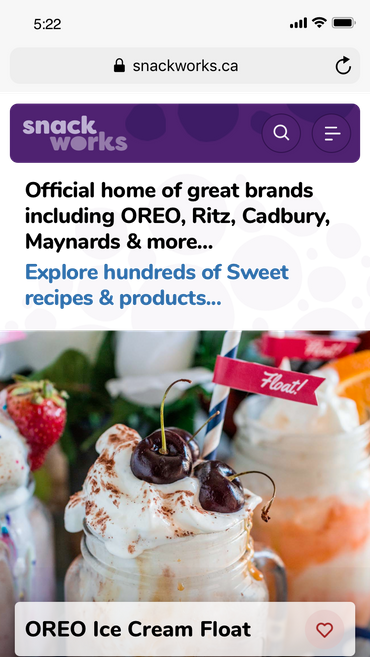 5:22
snackworks.ca
snack
works
Official home of great brands
including OREO, Ritz, Cadbury,
Maynards & more...
Explore hundreds of Sweet
recipes & products...
Float!
Float!
OREO Ice Cream Float